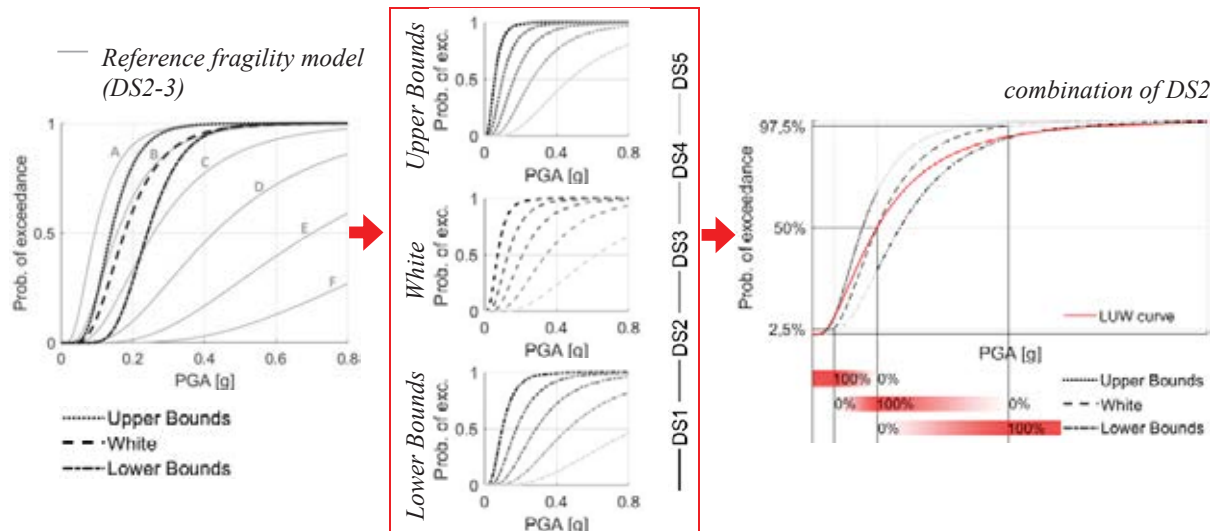 Reference fragility model
(DS2-3)
1
0.5
0
Prob. of exceedance
A
B
C
D
E
F
0
0.2
0.4
0.6
0.8
PGA [g]
Upper Bounds
White
Lower Bounds
Upper Bounds
Prob. of exc.
1
0.5
0
0
0.4
0.8
PGA [g]
White
Prob. of exc.
1
0.5
0
0
0.4
0.8
PGA [g]
Lower Bounds
Prob. of exc.
1
0.5
0
0
0.4
0.8
PGA [g]
DS1
DS2
DS3
DS4
DS5
combination of DS2
97.5%
50%
2,5%
Prob. of exceedance
LUW curve
PGA [g]
100% 0%
0% 100% 0%
0% 100%
Upper Bounds
White
Lower Bounds